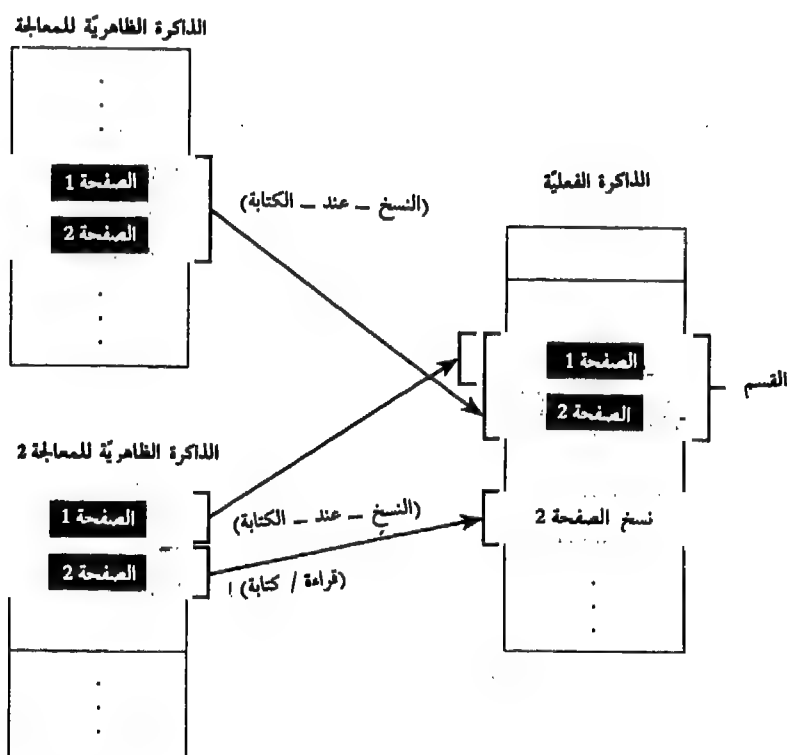 الذاكرة الظاهريّة للمعالجة
الصفحة 1
الصفحة 2
(النسخ _ عند _ الكتابة)
الذاكرة الفعليّة
الصفحة 1
الصفحة 2
القسم
نسخ الصفحة 2
الذاكرة الظاهريّة للمعالجة 2
الصفحة 1
الصفحة 2
(النسخ _ عند _ الكتابة)
(قراءة / كتابة)